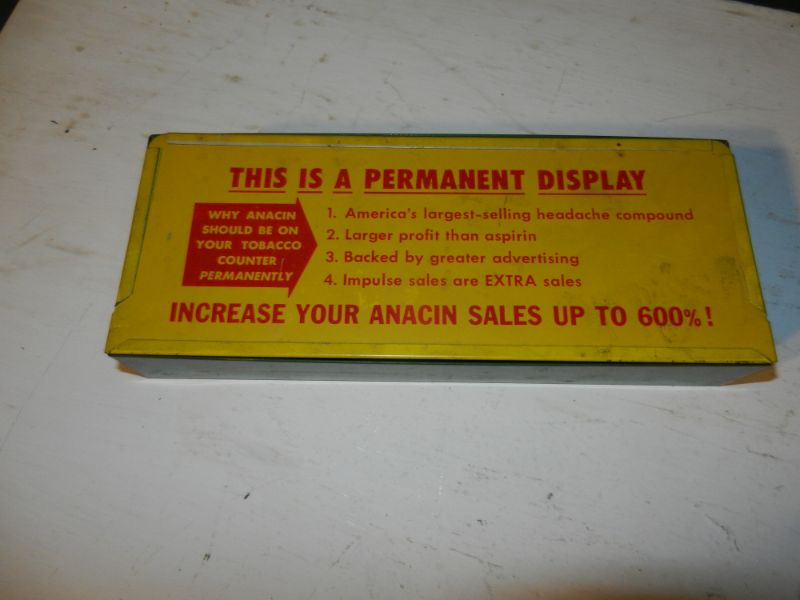 THIS IS A PERMANENT DISPLAY
WHY ANACIN
SHOULD BE ON
YOUR TOBACCO
COUNTER
PERMANENTLY
1. America's largest-selling headache compound
2. Larger profit than aspirin
3. Backed by greater advertising
4. Impulse sales are EXTRA sales
INCREASE YOUR ANACIN SALES UP TO 600%!